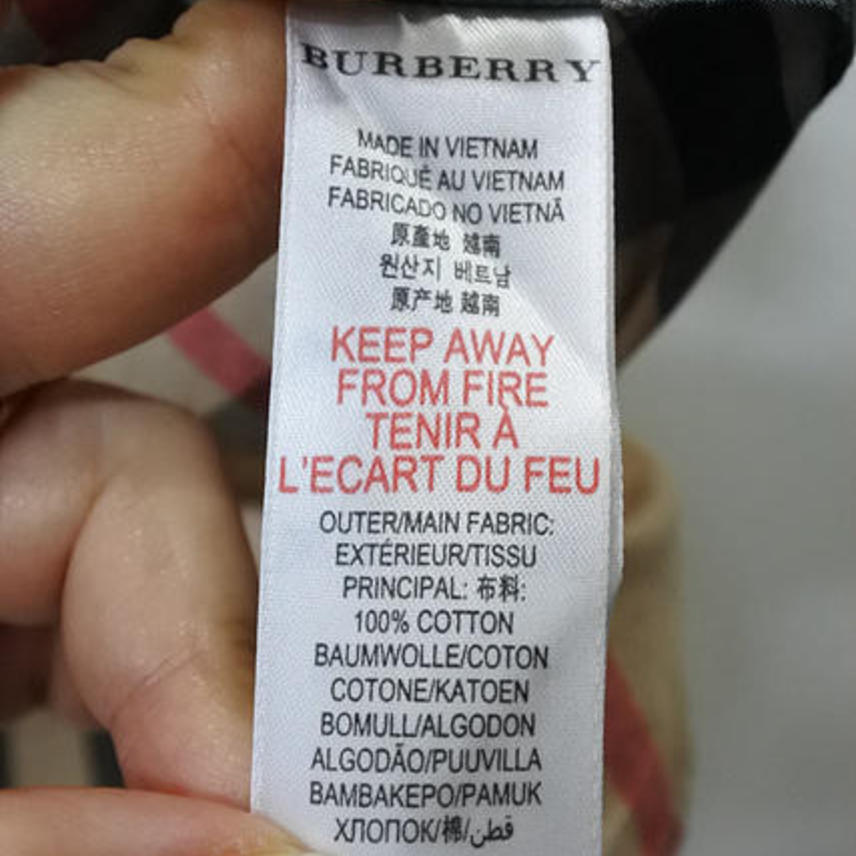 BURBERRY
MADE IN VIETNAM
FABRIQUÉ AU VIETNAM
FABRICADO NO VIETNÃ
原產地 越南
원산지 베트남
原产地 越南
KEEP AWAY
FROM FIRE
TENIR À
L'ECART DU FEU
OUTER/MAIN FABRIC:
EXTÉRIEUR/TISSU
PRINCIPAL: 布料:
100% COTTON
BAUMWOLLE/COTON
COTONE/KATOEN
BOMULL/ALGODON
ALGODÃO/PUUVILLA
BAMBAKEPO/PAMUK
ХЛОПОК/棉/قطن